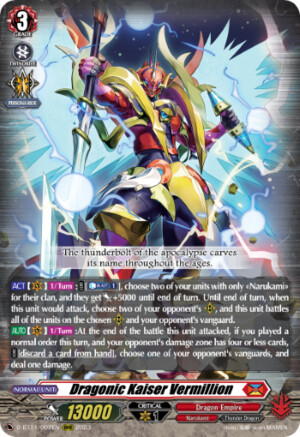 3
GRADE
TWIN DRIVE
PERSONA RIDE
The thunderbolt of the apocalypse carves
its name throughout the ages.
ACT 1/Turn choose two of your units with only «Narukami»
for their clan, and they get +5000 until end of turn. Until end of turn, when
this unit would attack, choose two of your opponent's, and this unit battles
all of the units on the chosen and your opponent's vanguard.
AUTO 1/Turn :At the end of the battle this unit attacked, if you played a
normal order this turn, and your opponent's damage zone has four or less cards,
[discard a card from hand], choose one of your opponent's vanguards, and
deal one damage.
NORMAL UNIT
Dragonic Kaiser Vermillion
POWER 13000
CRITICAL 1
Dragon Empire
Narukami